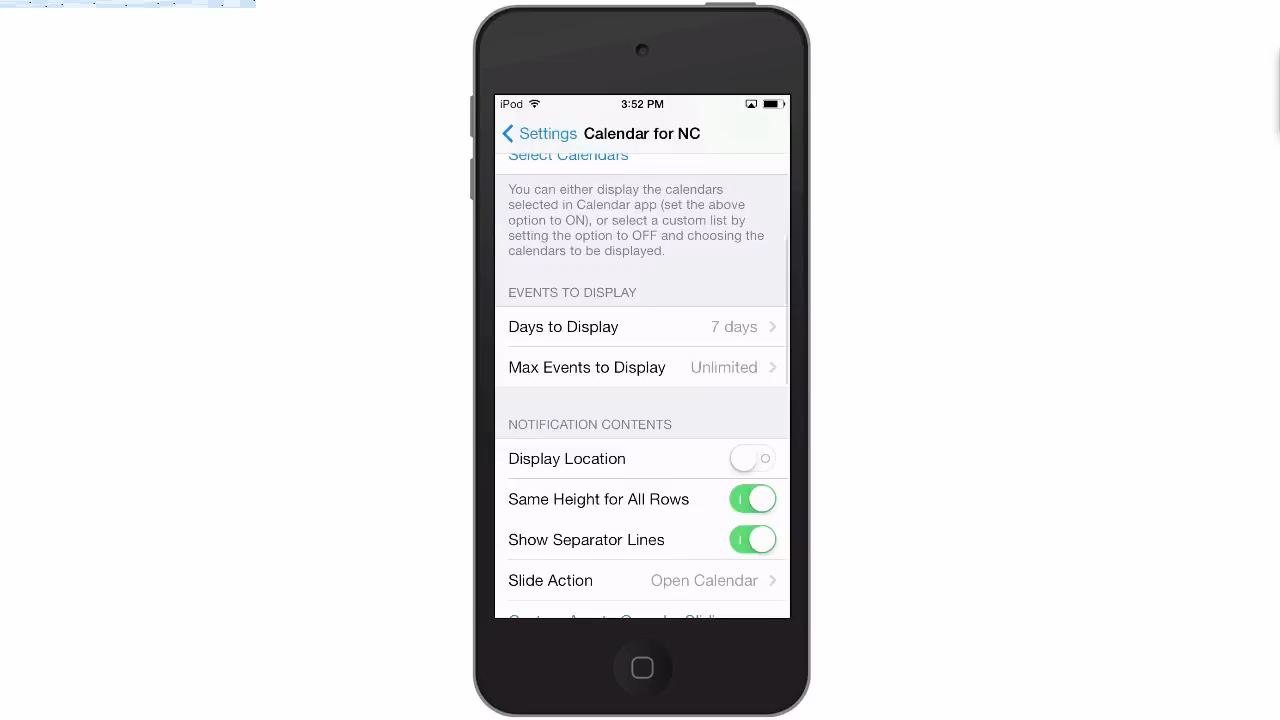 iPod 3:52 PM
Settings Calendar for NC
Select Calendars
You can either display the calendars
selected in Calendar app (set the above
option to ON), or select a custom list by
setting the option to OFF and choosing the
calendars to be displayed.
EVENTS TO DISPLAY
Days to Display 7 days
Max Events to Display Unlimited
NOTIFICATION CONTENTS
Display Location
Same Height for All Rows
Show Separator Lines
Slide Action Open Calendar